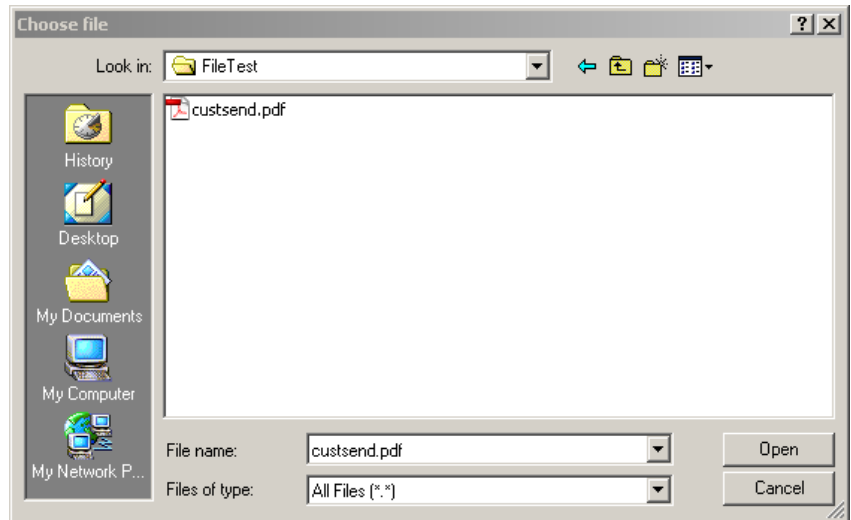 Choose file
Look in: FileTest
custsend.pdf
History
Desktop
My Documents
My Computer
My Network P...
File name: custsend.pdf Open
Files of type: All Files (*.*) Cancel